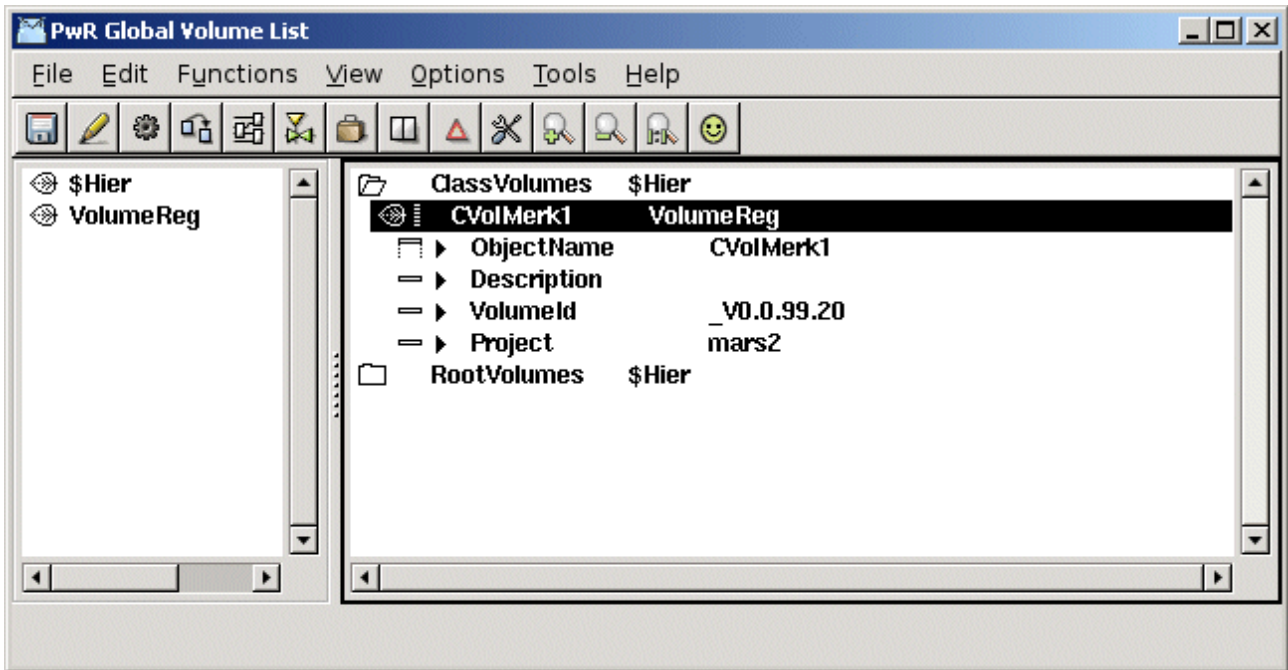 PwR Global Volume List
File Edit Functions View Options Tools Help
$Hier
VolumeReg
ClassVolumes $Hier
CVolMerk1 VolumeReg
ObjectName CVolMerk1
Description
VolumeId _V0.0.99.20
Project mars2
RootVolumes $Hier